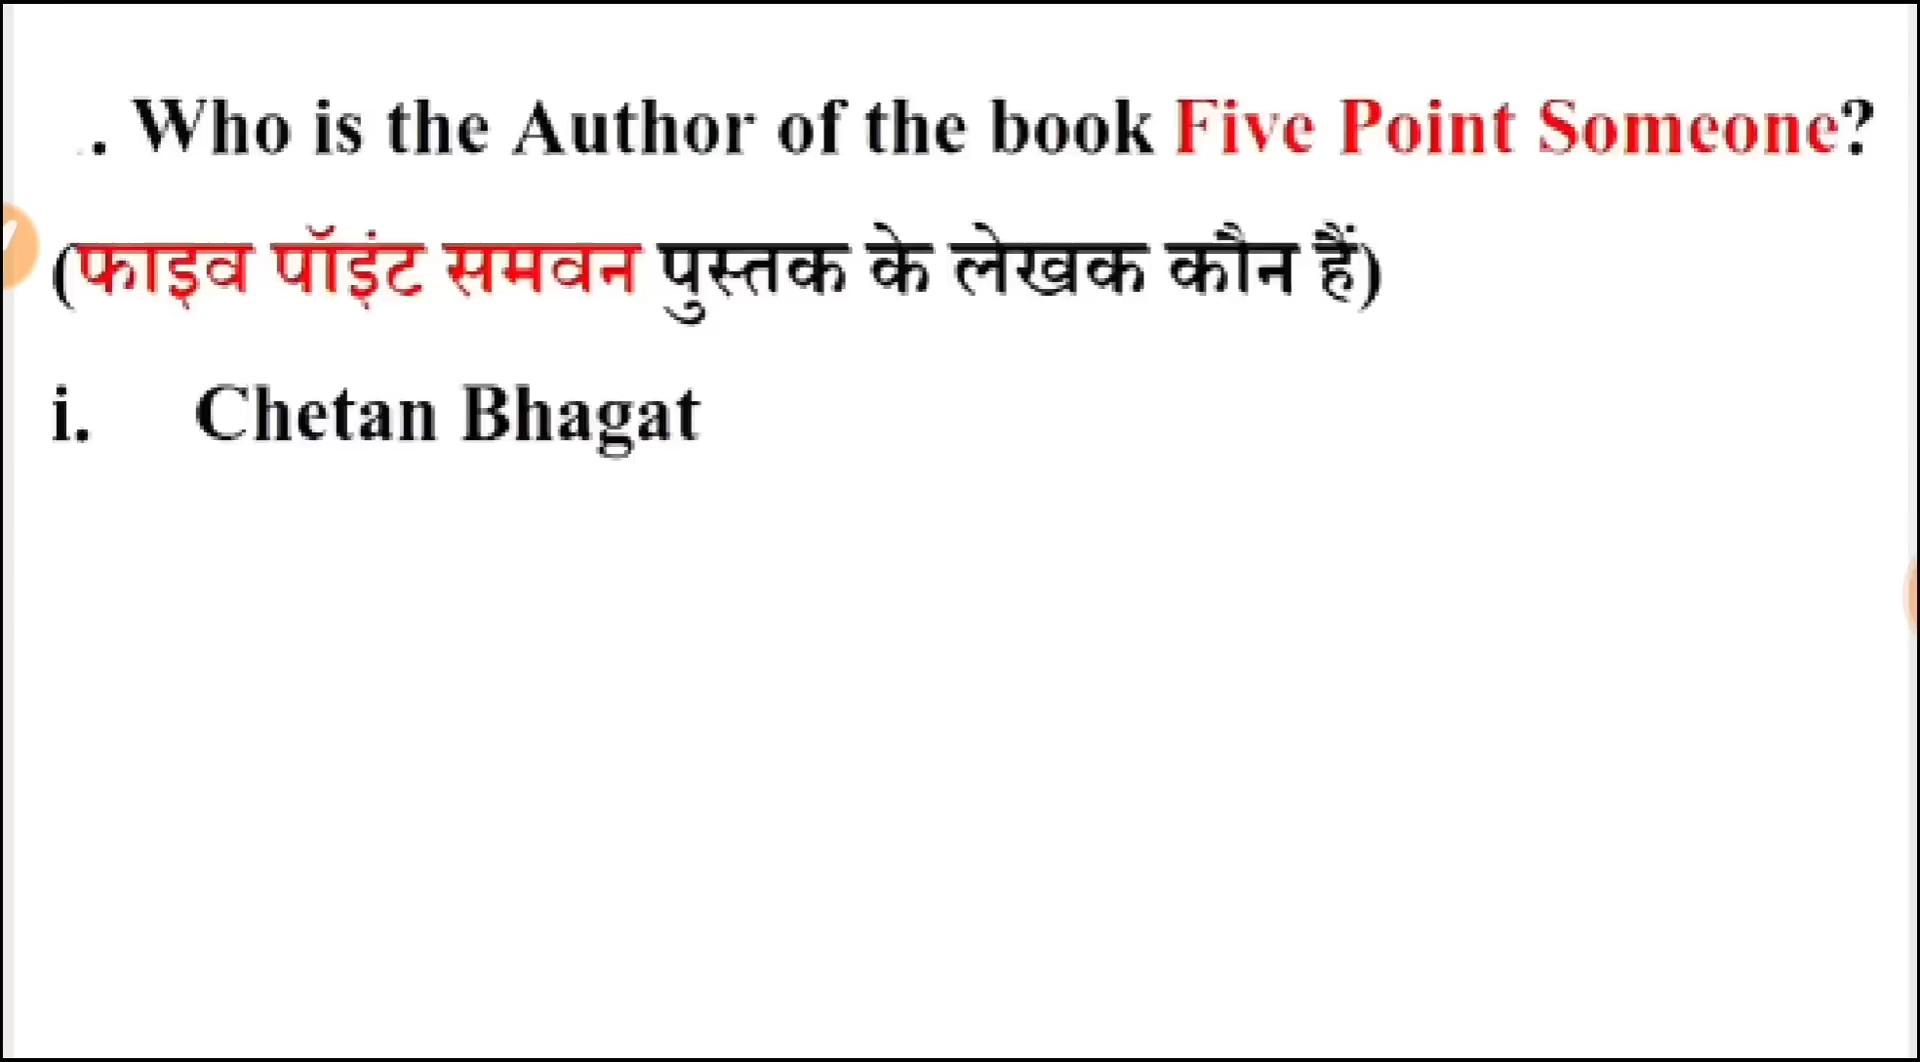 . Who is the Author of the book Five Point Someone?
(फाइव पॉइंट समवन पुस्तक के लेखक कौन हैं)
i. Chetan Bhagat